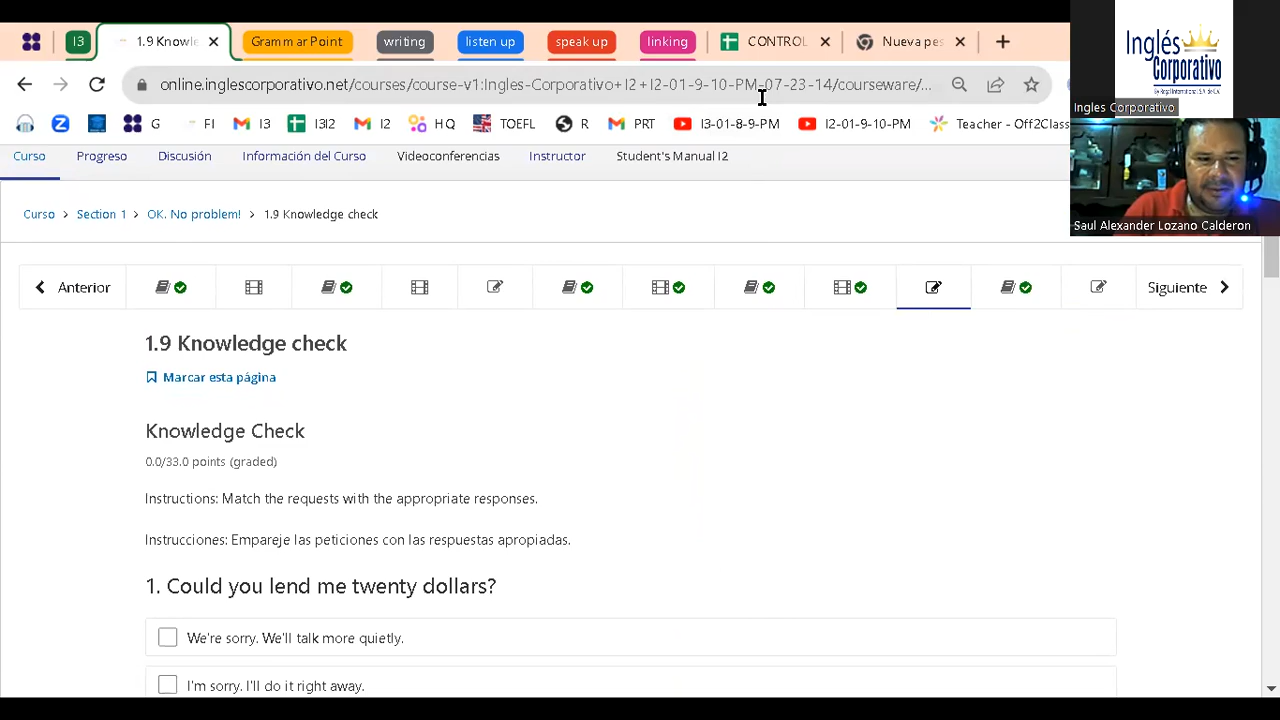 I3
1.9 Knowle
Grammar Point
writing
listen up
speak up
linking
CONTROL
Nueva pes
online.inglescorporativo.net/courses/course-v1:Ingles-Corporativo+I2+I2-01-9-10-PM-07-23-14/courseware/...
G
FI
I3
I3I2
I2
HQ
TOEFL
R
PRT
I3-01-8-9-PM
I2-01-9-10-PM
Teacher - Off2Class
Inglés
Corporativo
Ingles Corporativo
Saul Alexander Lozano Calderon
Curso
Progreso
Discusión
Información del Curso
Videoconferencias
Instructor
Student's Manual I2
Curso > Section 1 > OK. No problem! > 1.9 Knowledge check
Anterior
Siguiente
1.9 Knowledge check
Marcar esta página
Knowledge Check
0.0/33.0 points (graded)
Instructions: Match the requests with the appropriate responses.
Instrucciones: Empareje las peticiones con las respuestas apropiadas.
1. Could you lend me twenty dollars?
We're sorry. We'll talk more quietly.
I'm sorry. I'll do it right away.